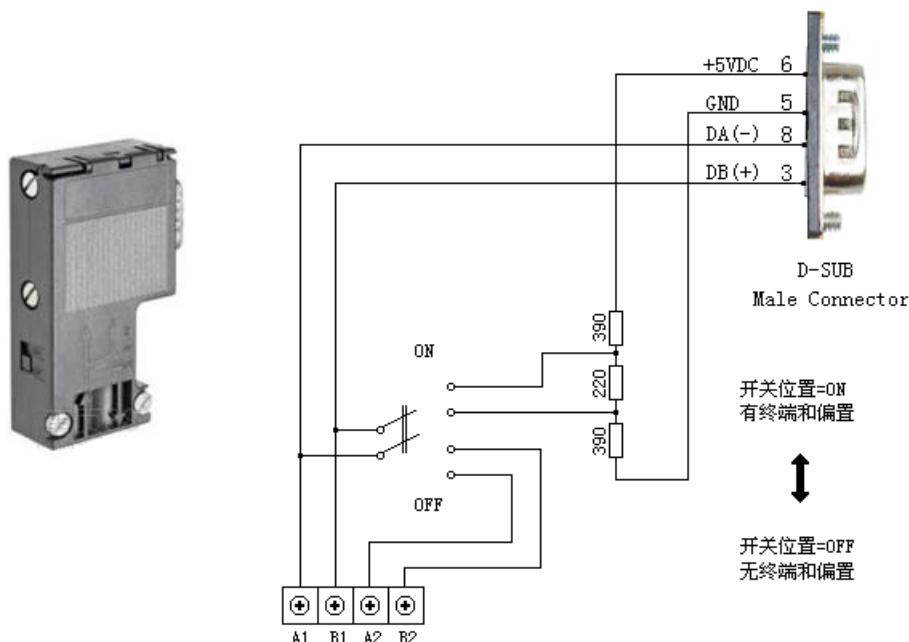 +5VDC 6
GND 5
DA(-) 8
DB(+) 3
D-SUB
Male Connector
390
220
390
ON
OFF
开关位置=ON
有终端和偏置
开关位置=OFF
无终端和偏置
A1 B1 A2 B2